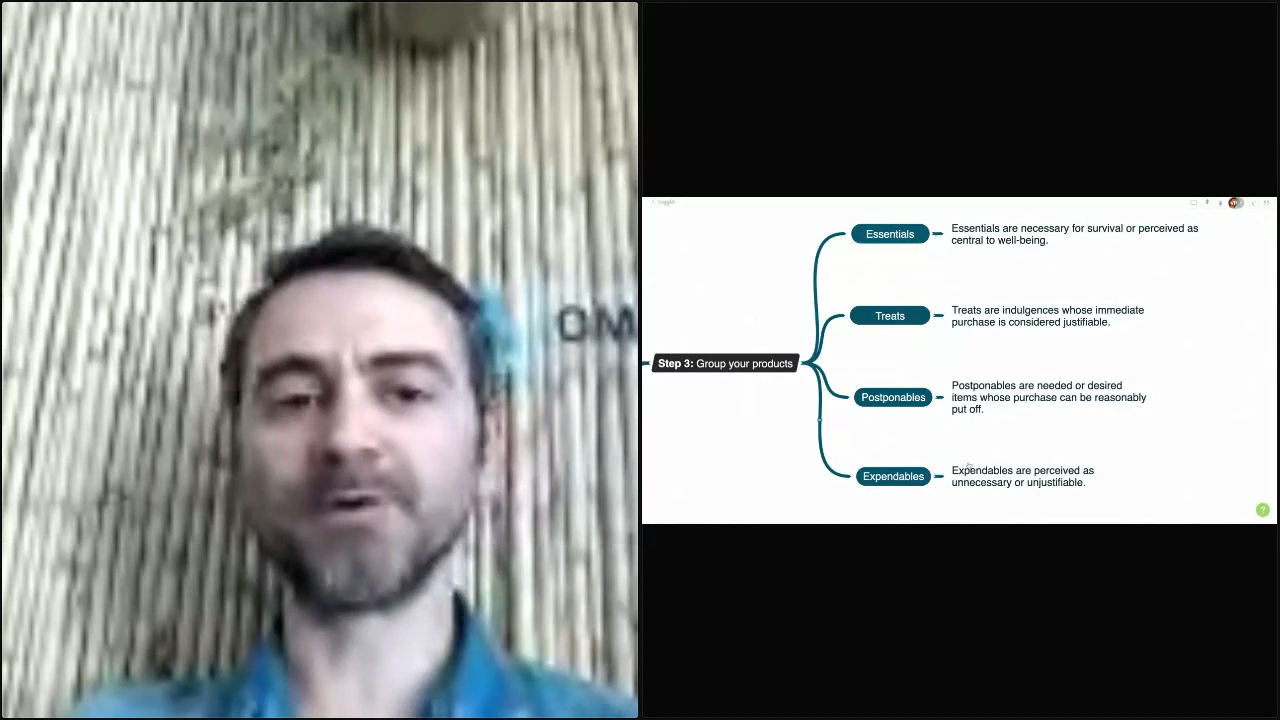 OM
coggle
Essentials
Essentials are necessary for survival or perceived as
central to well-being.
Treats
Treats are indulgences whose immediate
purchase is considered justifiable.
Step 3: Group your products
Postponables
Postponables are needed or desired
items whose purchase can be reasonably
put off.
Expendables
Expendables are perceived as
unnecessary or unjustifiable.
?